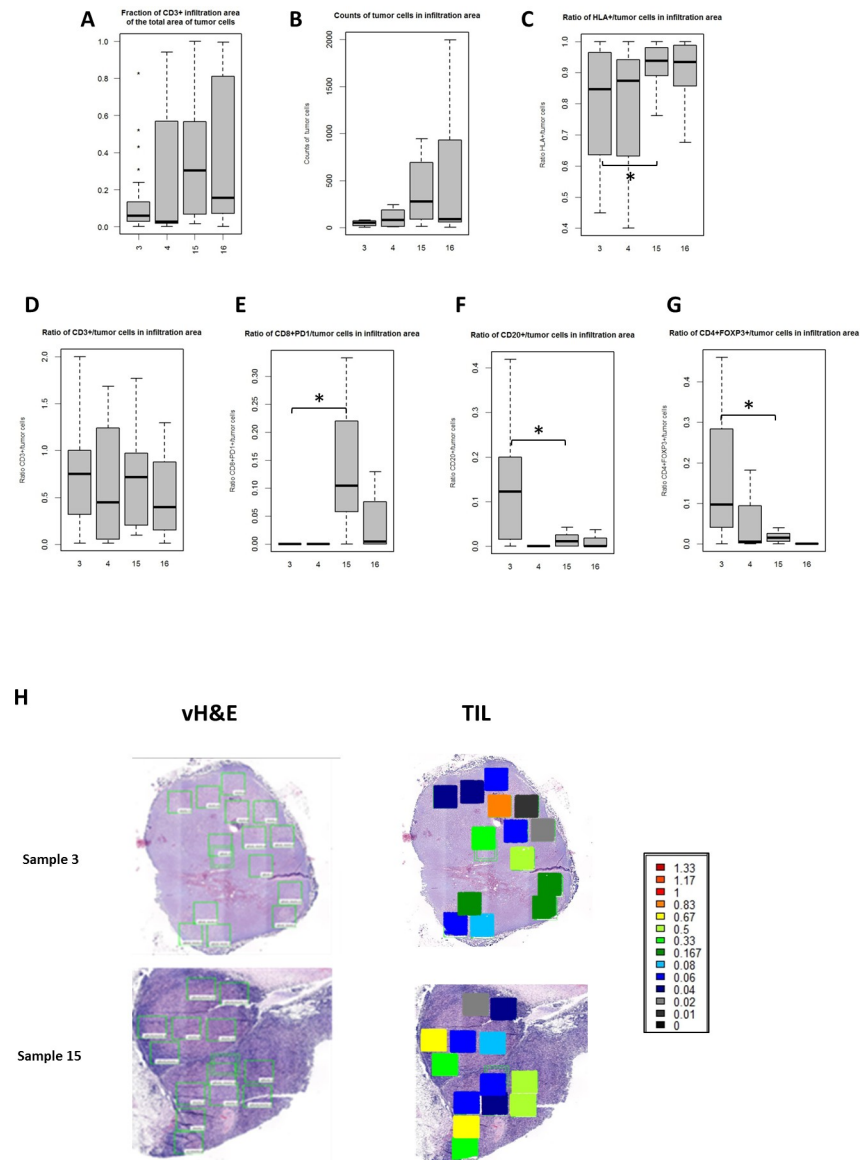 A
Fraction of CD3+ infiltration area
of the total area of tumor cells
1.0
0.8
0.6
0.4
0.2
0.0
3 4 15 16
B
Counts of tumor cells in infiltration area
Counts of tumor cells
2000
1500
1000
500
0
3 4 15 16
C
Ratio of HLA+/tumor cells in infiltration area
Ratio HLA+/tumor cells
1.0
0.9
0.8
0.7
0.6
0.5
0.4
*
3 4 15 16
D
Ratio of CD3+/tumor cells in infiltration area
Ratio CD3+/tumor cells
2.0
1.5
1.0
0.5
0.0
3 4 15 16
E
Ratio of CD8+PD1/tumor cells in infiltration area
Ratio CD8+PD1+/tumor cells
0.30
0.25
0.20
0.15
0.10
0.05
0.00
*
3 4 15 16
F
Ratio of CD20+/tumor cells in infiltration area
Ratio CD20+/tumor cells
0.4
0.3
0.2
0.1
0.0
*
3 4 15 16
G
Ratio of CD4+FOXP3+/tumor cells in infiltration area
Ratio CD4+FOXP3+/tumor cells
0.4
0.3
0.2
0.1
0.0
*
3 4 15 16
H
vH&E TIL
Sample 3
Sample 15
1.33
1.17
1
0.83
0.67
0.5
0.33
0.167
0.08
0.06
0.04
0.02
0.01
0